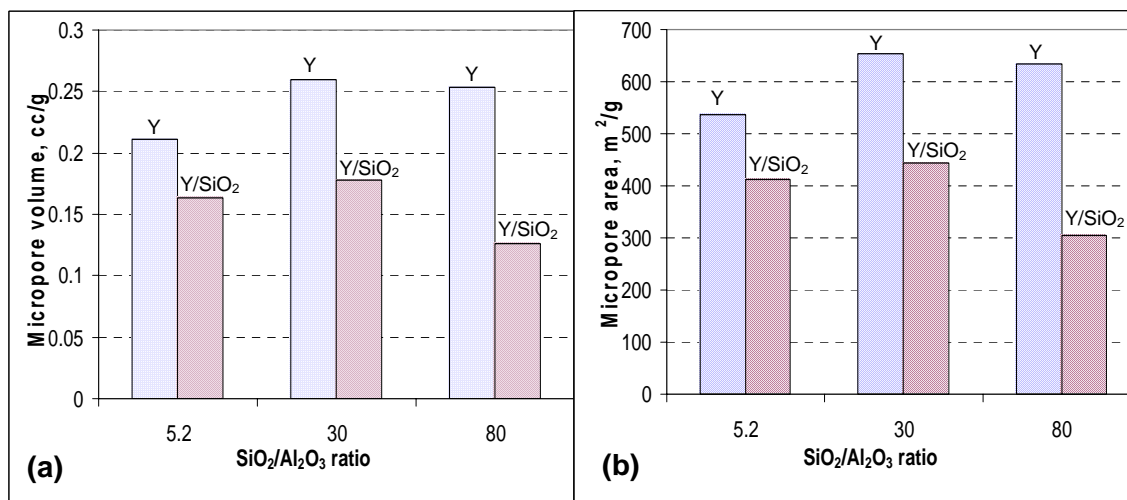 Micropore volume, cc/g
0.3
0.25
0.2
0.15
0.1
0.05
0
Y
Y/SiO₂
Y
Y/SiO₂
Y
Y/SiO₂
5.2
30
80
SiO₂/Al₂O₃ ratio
(a)
Micropore area, m²/g
700
600
500
400
300
200
100
0
Y
Y/SiO₂
Y
Y/SiO₂
Y
Y/SiO₂
5.2
30
80
SiO₂/Al₂O₃ ratio
(b)